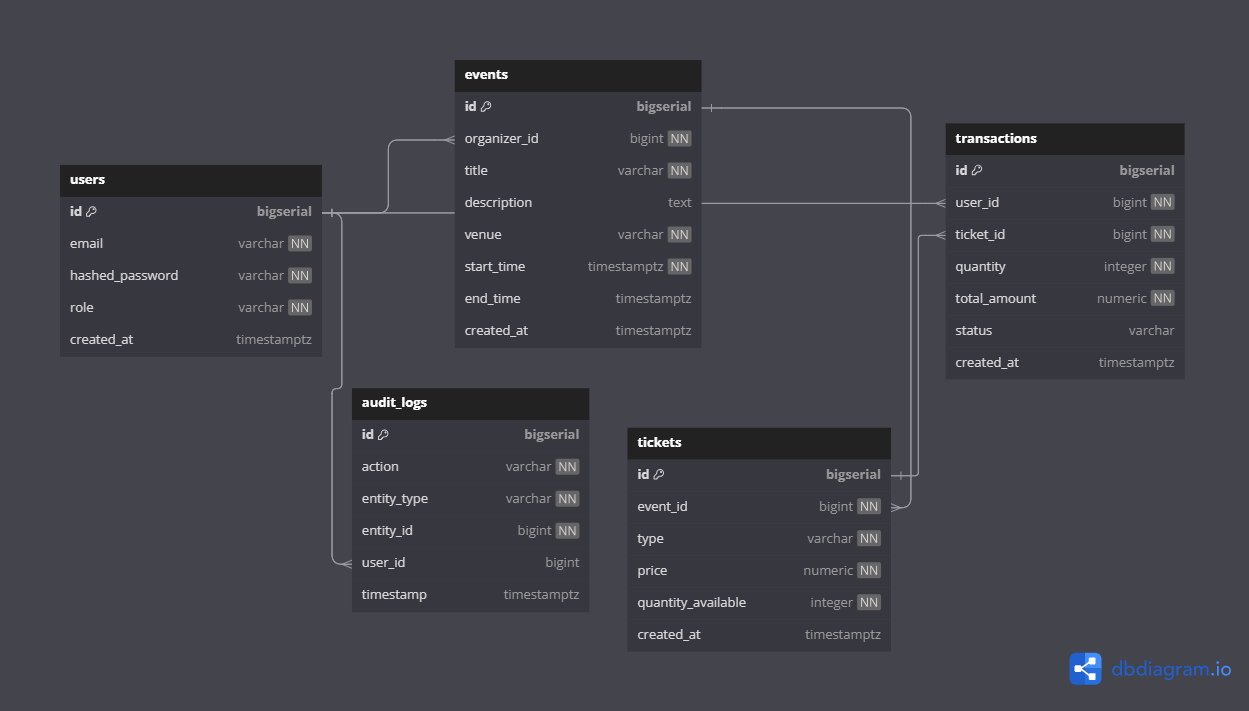 users
id bigserial
email varchar NN
hashed_password varchar NN
role varchar NN
created_at timestamptz
events
id bigserial
organizer_id bigint NN
title varchar NN
description text
venue varchar NN
start_time timestamptz NN
end_time timestamptz
created_at timestamptz
audit_logs
id bigserial
action varchar NN
entity_type varchar NN
entity_id bigint NN
user_id bigint
timestamp timestamptz
tickets
id bigserial
event_id bigint NN
type varchar NN
price numeric NN
quantity_available integer NN
created_at timestamptz
transactions
id bigserial
user_id bigint NN
ticket_id bigint NN
quantity integer NN
total_amount numeric NN
status varchar
created_at timestamptz
dbdiagram.io